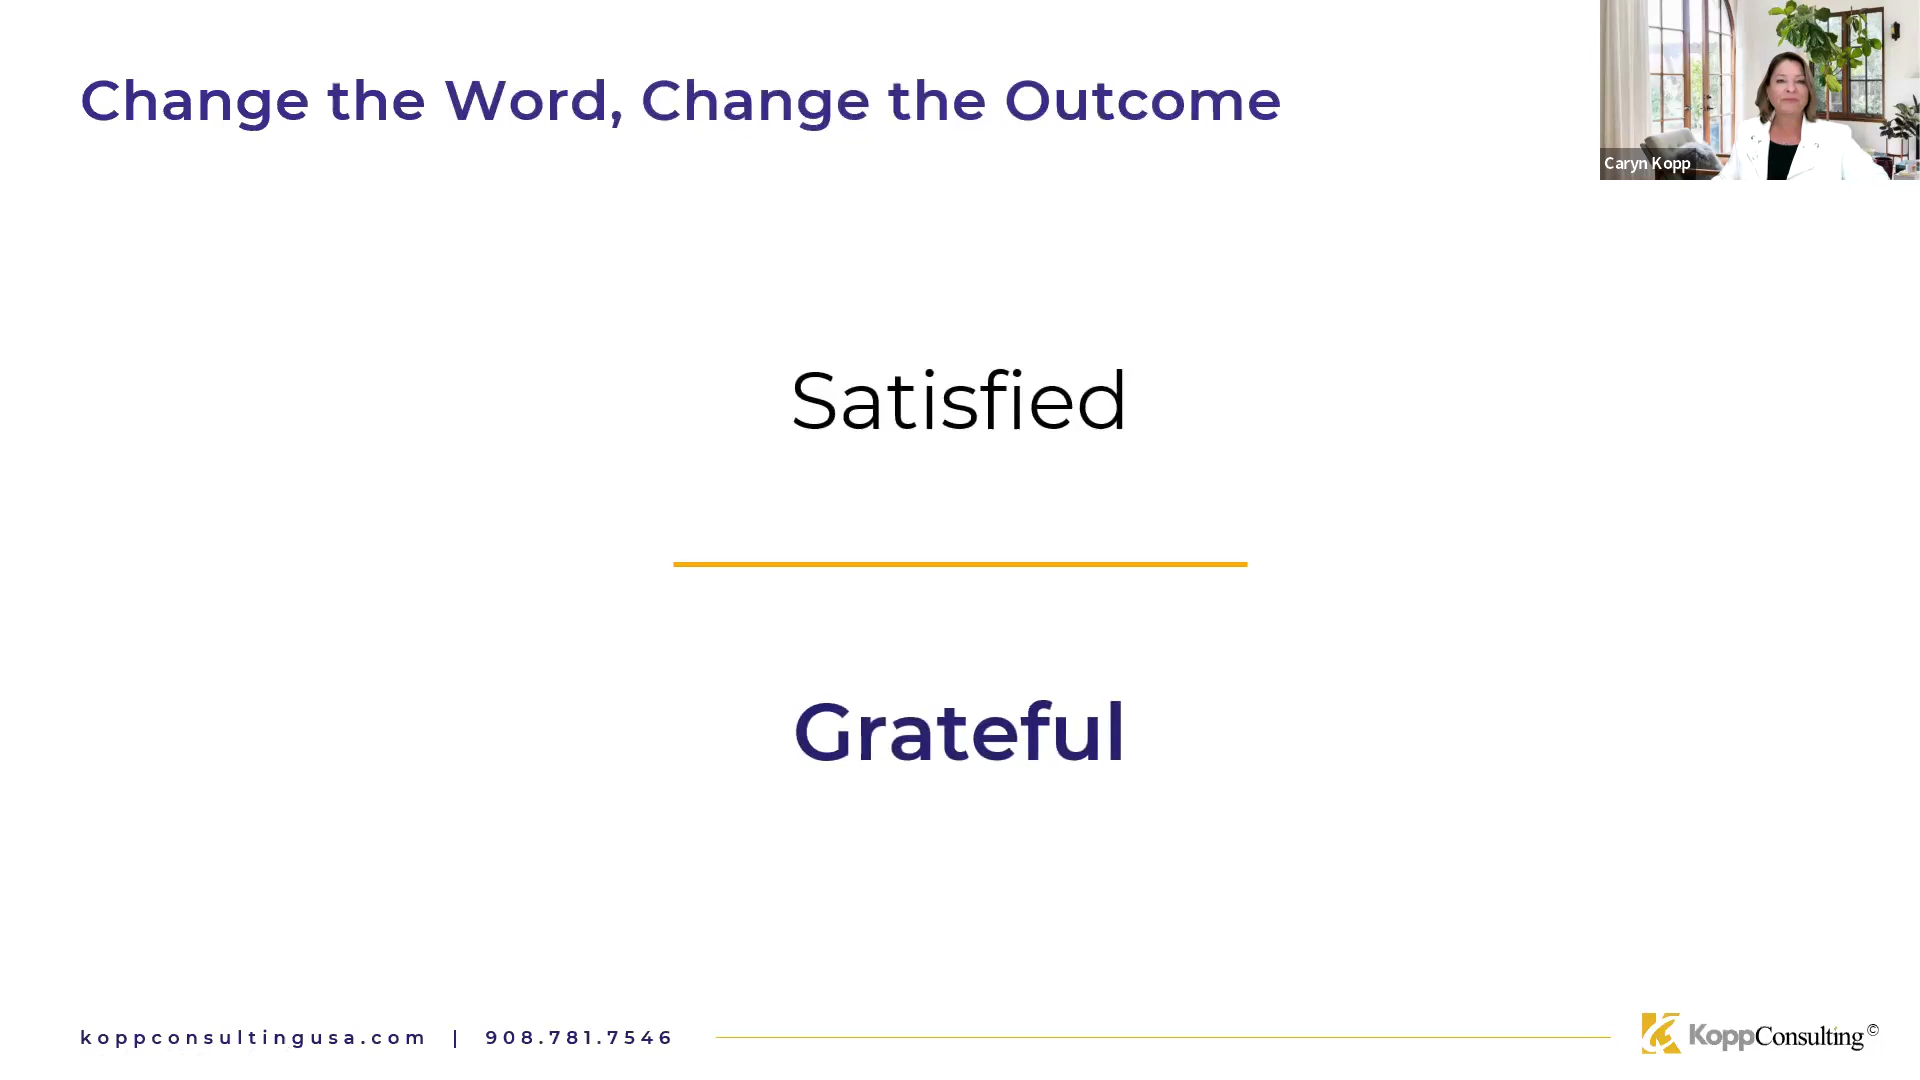 Change the Word, Change the Outcome
Caryn Kopp
Satisfied
Grateful
koppconsultingusa.com | 908.781.7546
KoppConsulting©